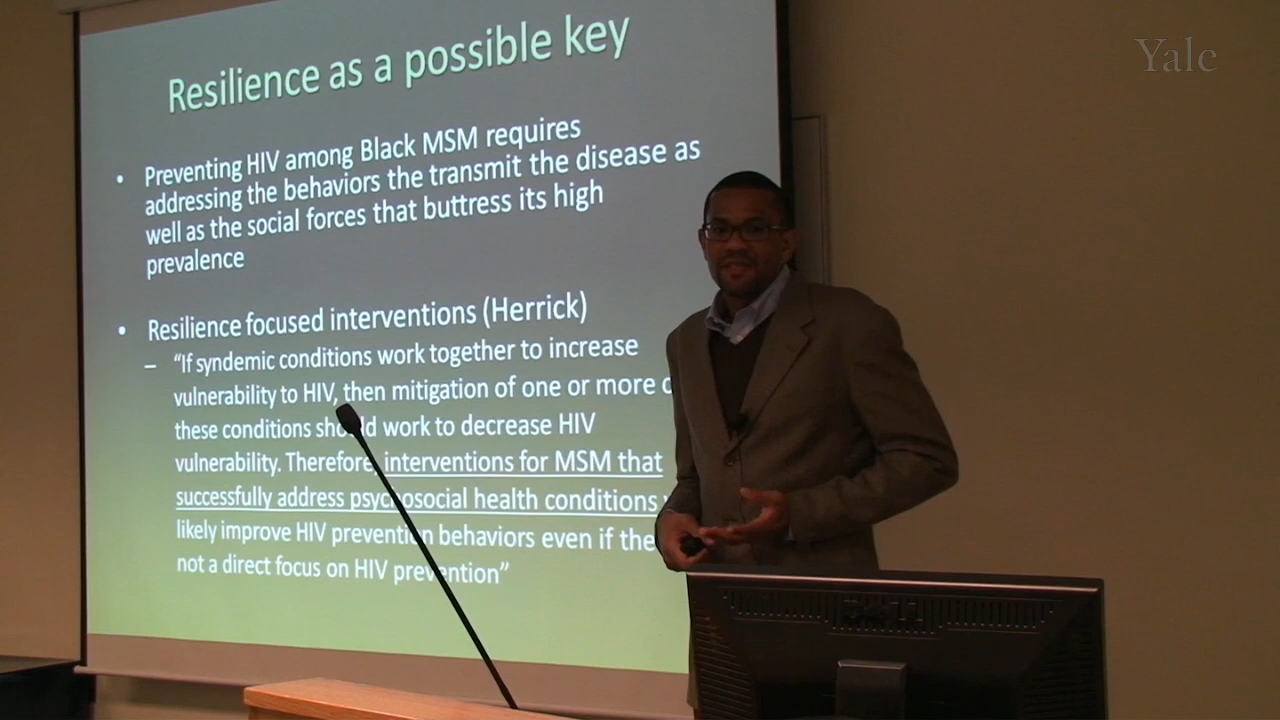 Yale
Resilience as a possible key
• Preventing HIV among Black MSM requires
addressing the behaviors the transmit the disease as
well as the social forces that buttress its high
prevalence
• Resilience focused interventions (Herrick)
– “If syndemic conditions work together to increase
vulnerability to HIV, then mitigation of one or more
these conditions should work to decrease HIV
vulnerability. Therefore, interventions for MSM that
successfully address psychosocial health conditions
likely improve HIV prevention behaviors even if
not a direct focus on HIV prevention”